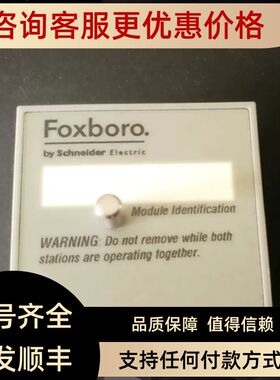 咨询客服更优惠价格
Foxboro.
by Schneider Electric
Module Identification
WARNING: Do not remove while both
stations are operating together.
号齐全
品质保障 值得信赖
发顺丰
支持任何付款方式